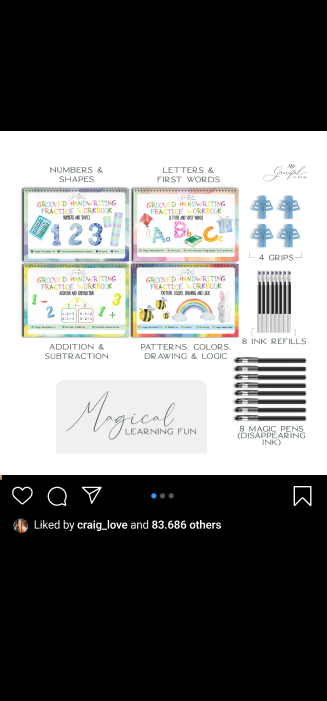 NUMBERS &
SHAPES
LETTERS &
FIRST WORDS
GROOVED HANDWRITING
PRACTICE WORKBOOK
NUMBERS AND SHAPES
123
GROOVED HANDWRITING
PRACTICE WORKBOOK
LETTERS AND FIRST WORDS
ABC
4 GRIPS
GROOVED HANDWRITING
PRACTICE WORKBOOK
ADDITION AND SUBTRACTION
GROOVED HANDWRITING
PRACTICE WORKBOOK
PATTERNS, COLORS, DRAWING & LOGIC
8 INK REFILLS
ADDITION &
SUBTRACTION
PATTERNS, COLORS,
DRAWING & LOGIC
8 MAGIC PENS
(DISAPPEARING
INK)
Magical
LEARNING FUN
Liked by craig_love and 83.686 others